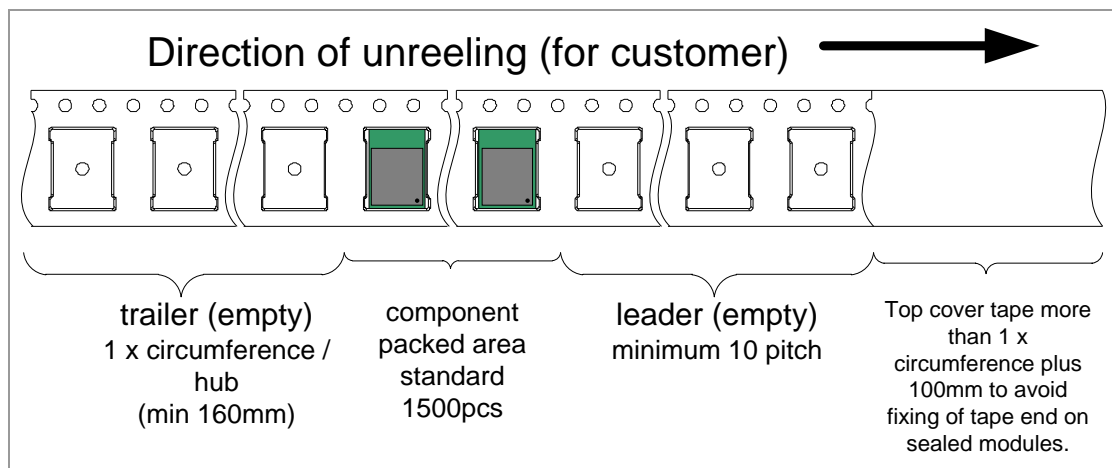 Direction of unreeling (for customer)
trailer (empty)
1 x circumference /
hub
(min 160mm)
component
packed area
standard
1500pcs
leader (empty)
minimum 10 pitch
Top cover tape more
than 1 x
circumference plus
100mm to avoid
fixing of tape end on
sealed modules.